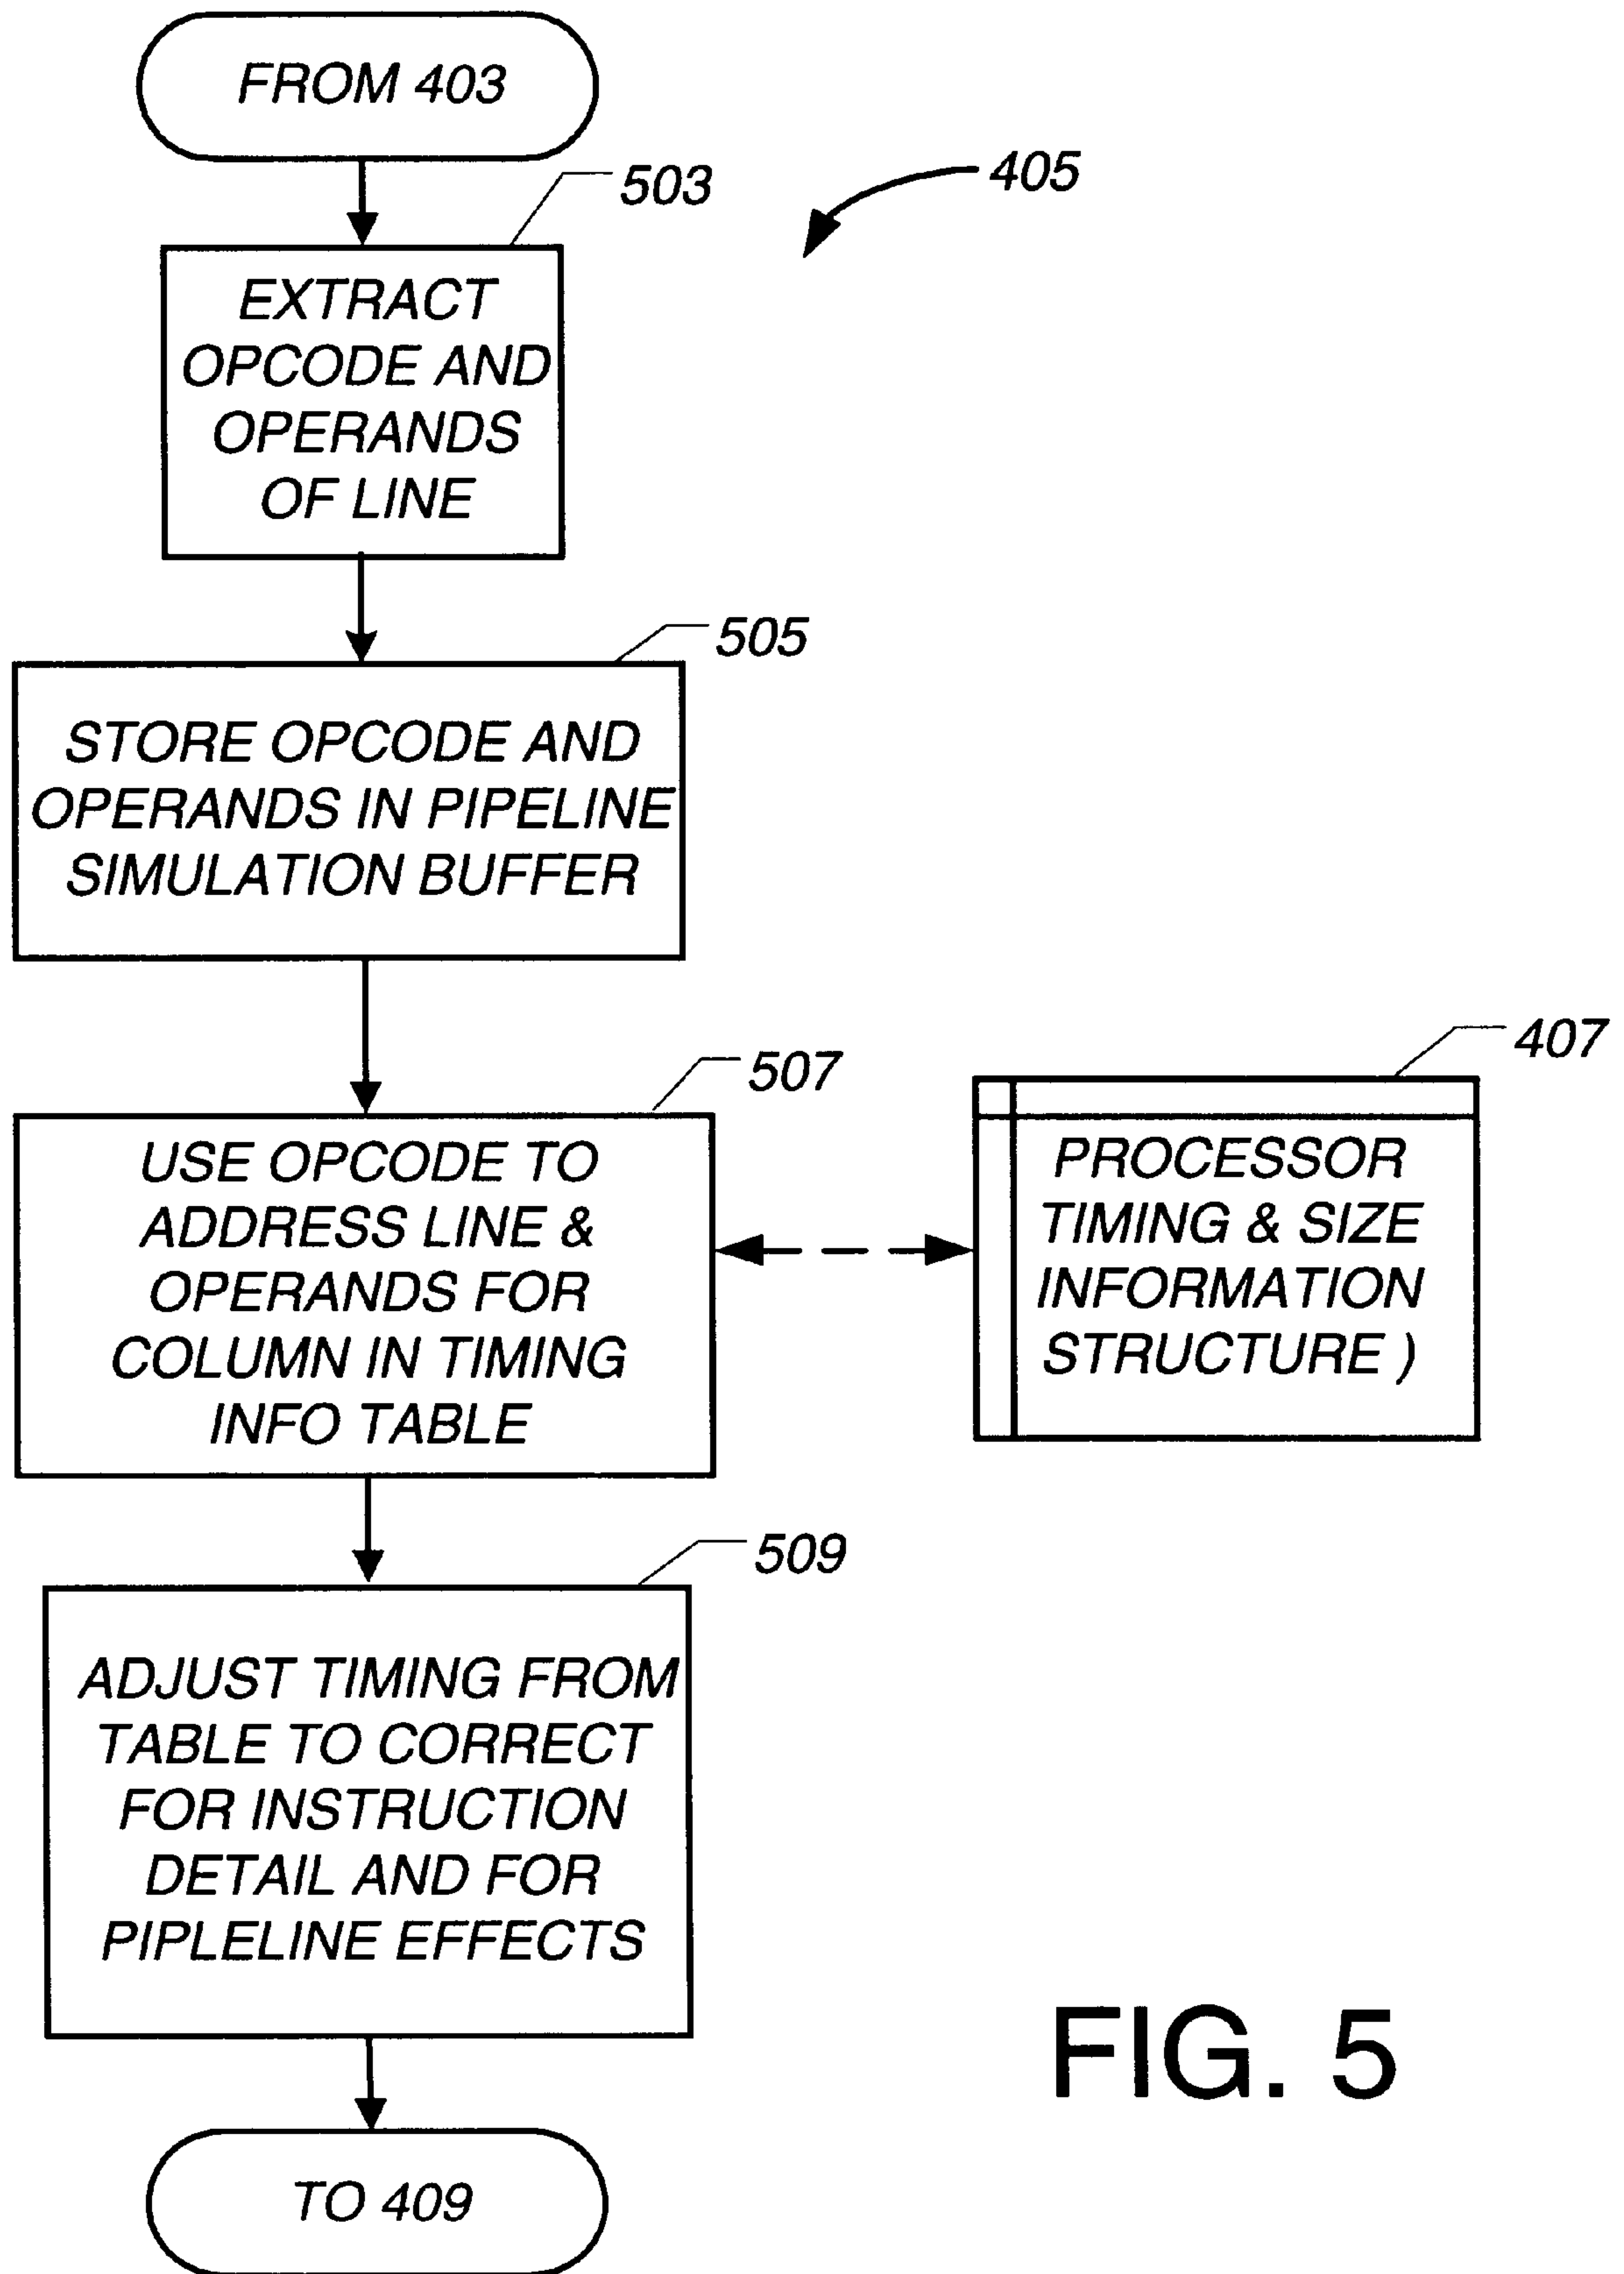 FROM 403
405
503
EXTRACT
OPCODE AND
OPERANDS
OF LINE
505
STORE OPCODE AND
OPERANDS IN PIPELINE
SIMULATION BUFFER
507
USE OPCODE TO
ADDRESS LINE &
OPERANDS FOR
COLUMN IN TIMING
INFO TABLE
407
PROCESSOR
TIMING & SIZE
INFORMATION
STRUCTURE )
509
ADJUST TIMING FROM
TABLE TO CORRECT
FOR INSTRUCTION
DETAIL AND FOR
PIPLELINE EFFECTS
TO 409
FIG. 5